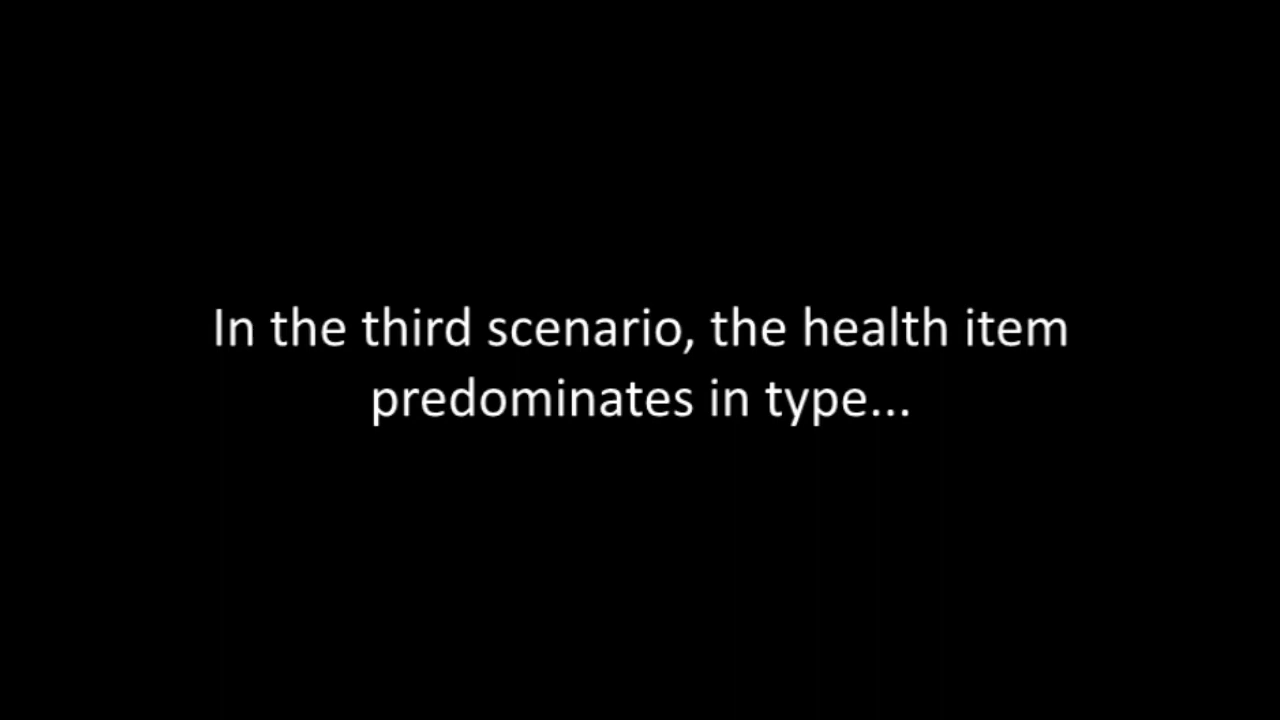 In the third scenario, the health item
predominates in type...